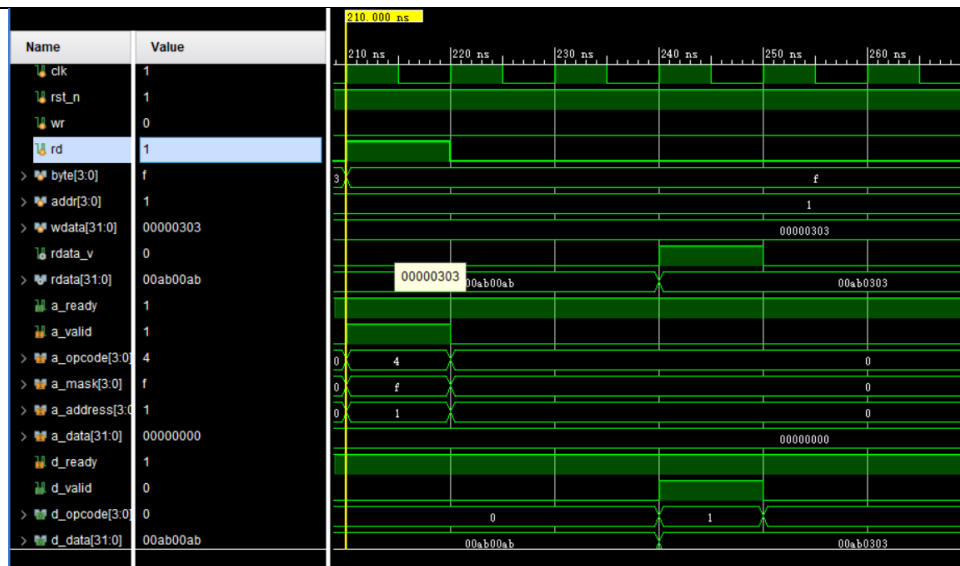 210.000 ns
Name Value
210 ns 220 ns 230 ns 240 ns 250 ns 260 ns
clk 1
rst_n 1
wr 0
rd 1
byte[3:0] f 3 f
addr[3:0] 1 1
wdata[31:0] 00000303 00000303
rdata_v 0
rdata[31:0] 00ab00ab 00000303 00ab00ab 00ab0303
a_ready 1
a_valid 1
a_opcode[3:0] 4 0 4 0
a_mask[3:0] f 0 f 0
a_address[3:0 1 0 1 0
a_data[31:0] 00000000 00000000
d_ready 1
d_valid 0
d_opcode[3:0] 0 0 1
d_data[31:0] 00ab00ab 00ab00ab 00ab0303